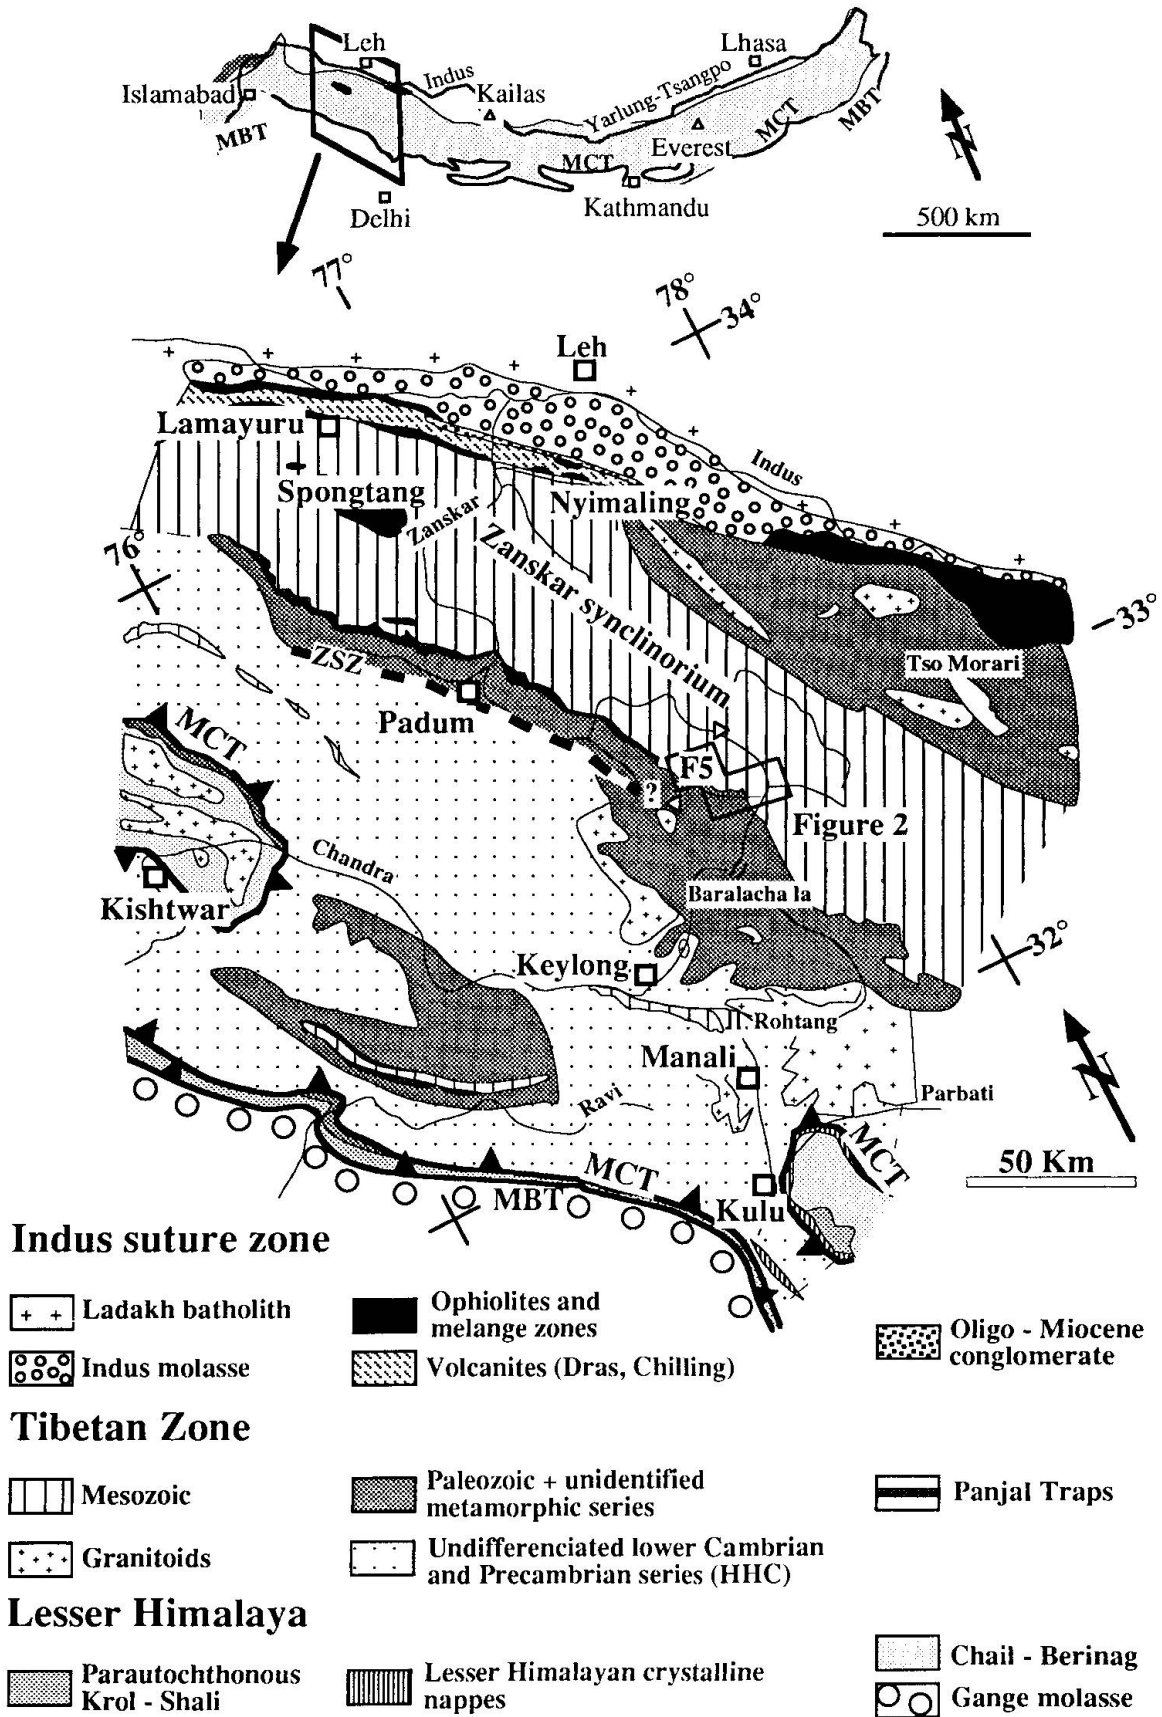 Leh
Lhasa
Indus
Yarlung-Tsangpo
Islamabad
Kailas
MBT
MCT
MBT
Everest
MCT
Kathmandu
Delhi
N
500 km
77°
78°
34°
Leh
Lamayuru
Indus
Spongtang
Nyimaling
Zanskar
Zanskar synclinorium
76°
33°
ZSZ
Tso Morari
Padum
MCT
F5
?
Figure 2
Chandra
Baralacha la
Kishtwar
32°
Keylong
Rohtang
Manali
Parbati
Ravi
N
MCT
MCT
50 Km
MBT
Kulu
Indus suture zone
Ladakh batholith
Ophiolites and
melange zones
Oligo - Miocene
conglomerate
Indus molasse
Volcanites (Dras, Chilling)
Tibetan Zone
Mesozoic
Paleozoic + unidentified
metamorphic series
Panjal Traps
Granitoids
Undifferenciated lower Cambrian
and Precambrian series (HHC)
Lesser Himalaya
Parautochthonous
Krol - Shali
Lesser Himalayan crystalline
nappes
Chail - Berinag
Gange molasse